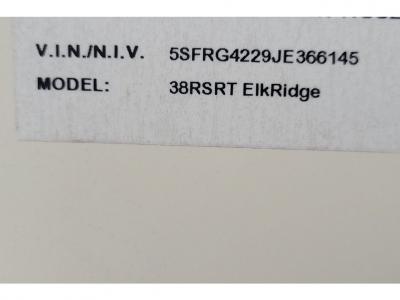 V.I.N./N.I.V. 5SFRG4229JE366145
MODEL: 38RSRT ElkRidge